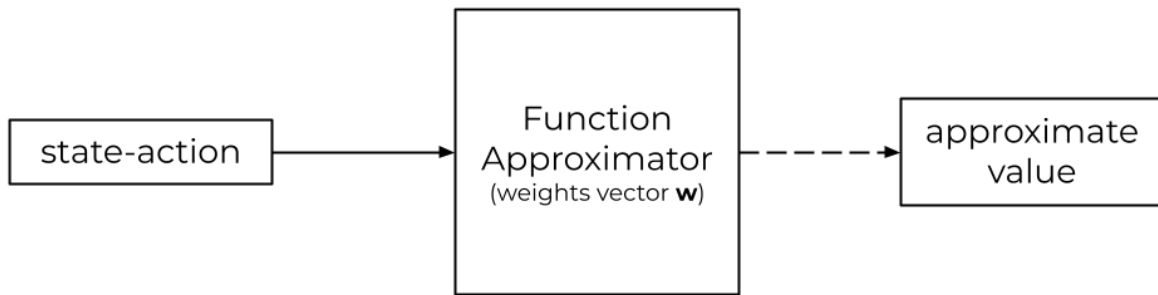 state-action
Function
Approximator
(weights vector w)
approximate
value